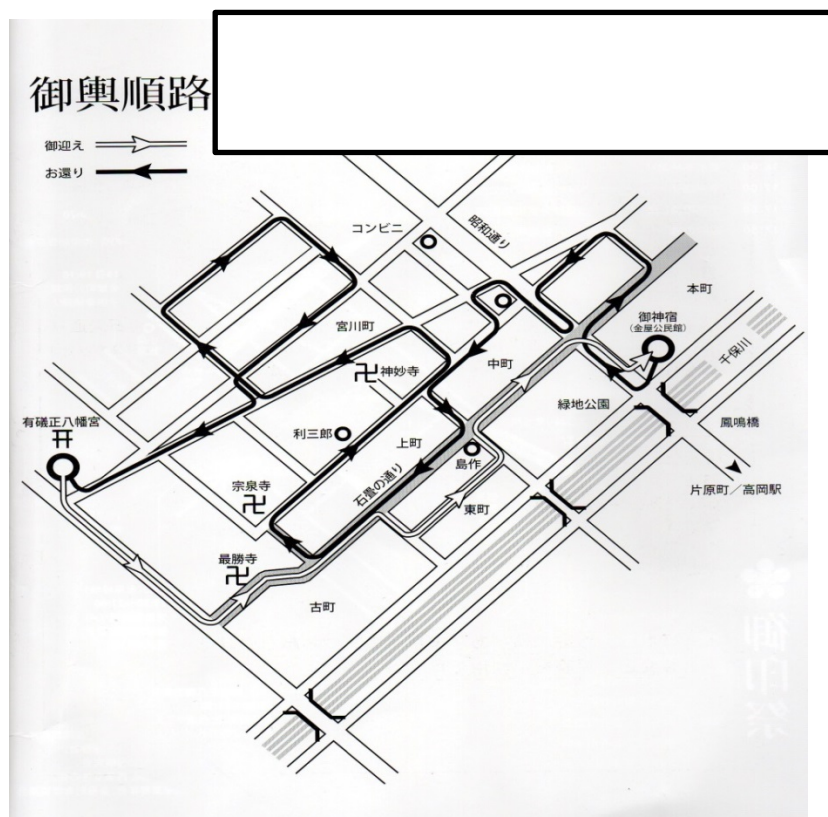 御輿順路
御迎え
お還り
コンビニ
昭和通り
本町
御神宿
(金屋公民館)
千保川
宮川町
神妙寺
中町
緑地公園
鳳鳴橋
有礒正八幡宮
利三郎
上町
島作
石畳の通り
片原町/高岡駅
宗泉寺
東町
最勝寺
古町